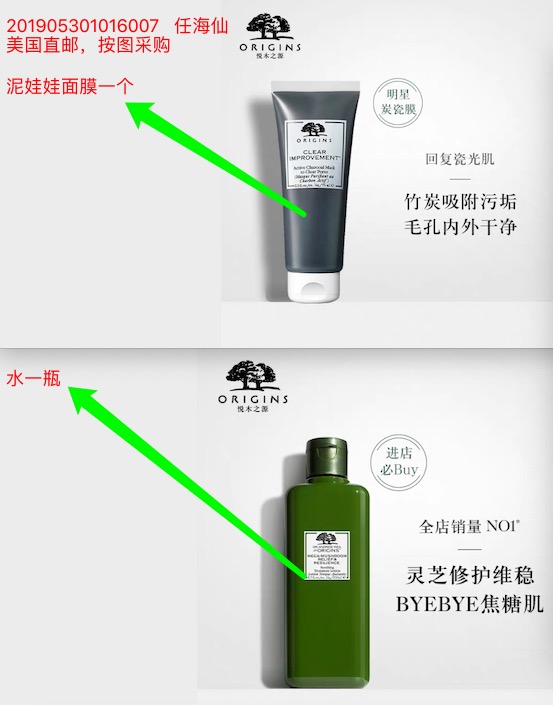 201905301016007 任海仙
美国直邮，按图采购
泥娃娃面膜一个
ORIGINS
悦木之源
明星
炭瓷膜
ORIGINS
CLEAR
IMPROVEMENT
Active Charcoal Mask
to Clear Pores
回复瓷光肌
竹炭吸附污垢
毛孔内外干净
水一瓶
ORIGINS
悦木之源
进店
必Buy
ORIGINS
MEGA-MUSHROOM
RELIEF &
RESILIENCE
Soothing
Treatment Lotion
全店销量 NO1
灵芝修护维稳
BYEBYE焦糖肌